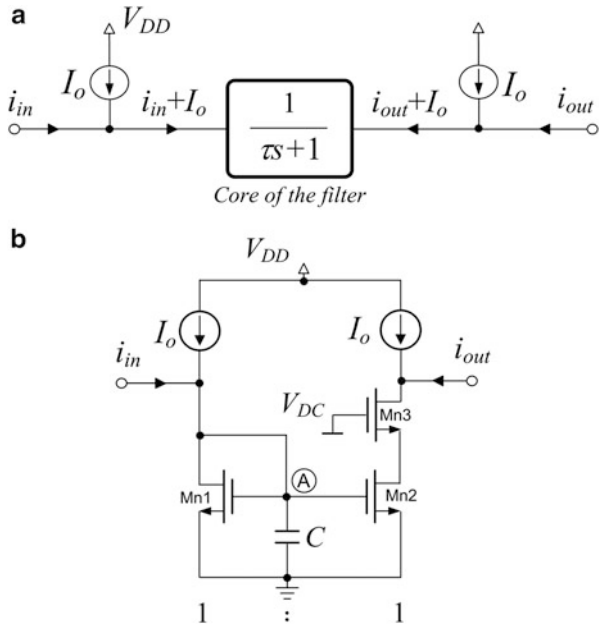 a
V_DD
i_in I_o i_in+I_o 1 i_out+I_o I_o i_out
τs+1
Core of the filter
b
V_DD
I_o I_o
i_in i_out
V_DC Mn3
A
Mn1 Mn2
C
1 : 1